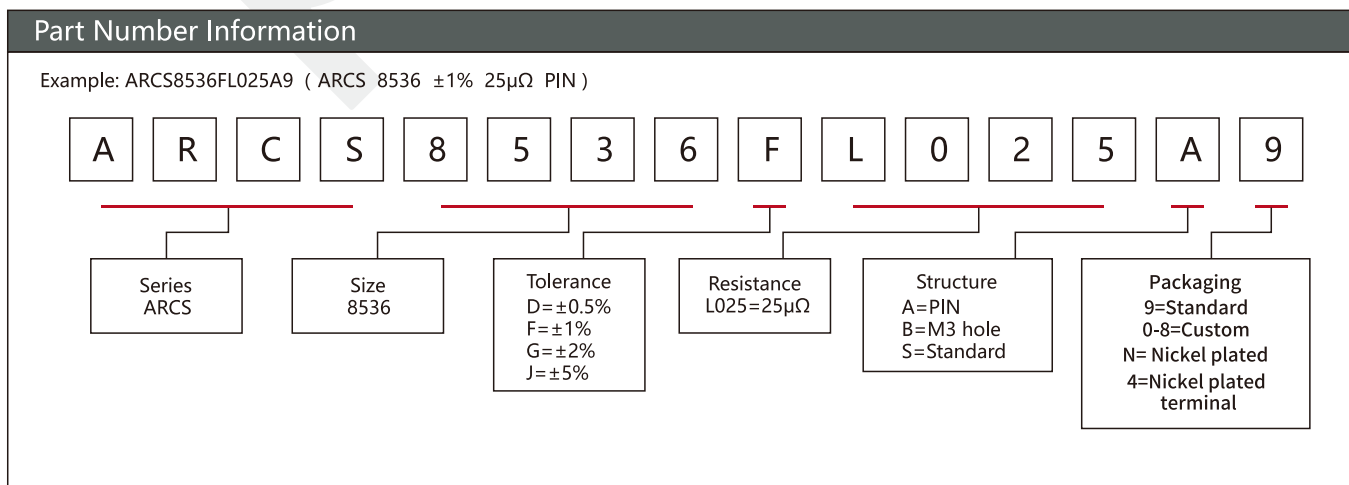 Part Number Information
Example: ARCS8536FL025A9 ( ARCS 8536 ±1% 25μΩ PIN )
A R C S 8 5 3 6 F L 0 2 5 A 9
Series
ARCS
Size
8536
Tolerance
D=±0.5%
F=±1%
G=±2%
J=±5%
Resistance
L025=25μΩ
Structure
A=PIN
B=M3 hole
S=Standard
Packaging
9=Standard
0-8=Custom
N= Nickel plated
4=Nickel plated
terminal